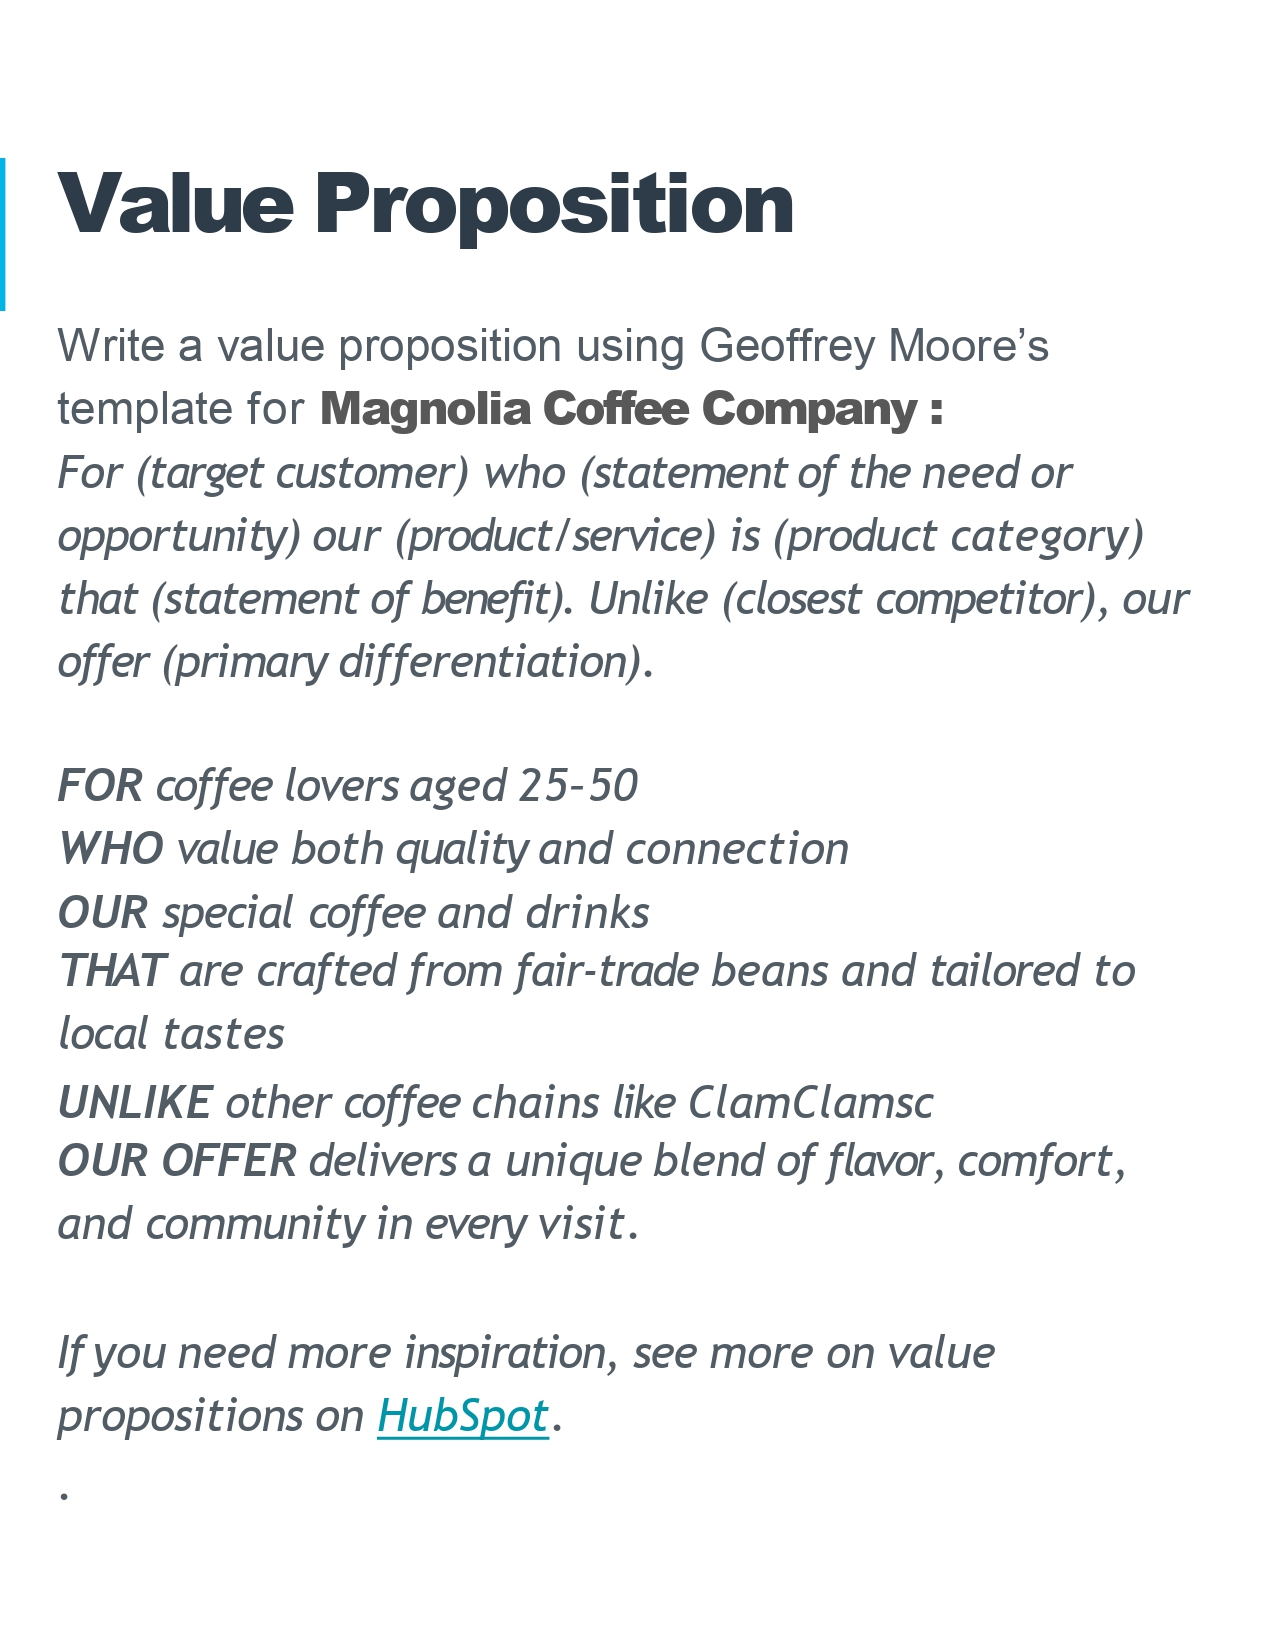 Value Proposition
Write a value proposition using Geoffrey Moore’s
template for Magnolia Coffee Company :
For (target customer) who (statement of the need or
opportunity) our (product/service) is (product category)
that (statement of benefit). Unlike (closest competitor), our
offer (primary differentiation).
FOR coffee lovers aged 25–50
WHO value both quality and connection
OUR special coffee and drinks
THAT are crafted from fair-trade beans and tailored to
local tastes
UNLIKE other coffee chains like ClamClamsc
OUR OFFER delivers a unique blend of flavor, comfort,
and community in every visit.
If you need more inspiration, see more on value
propositions on HubSpot.
.